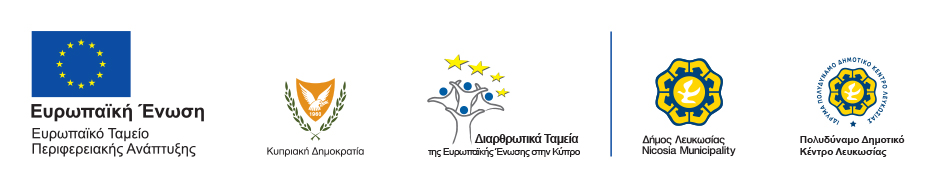 Ευρωπαϊκή Ένωση
Ευρωπαϊκό Ταμείο
Περιφερειακής Ανάπτυξης
1960
Κυπριακή Δημοκρατία
Διαρθρωτικά Ταμεία
της Ευρωπαϊκής Ένωσης στην Κύπρο
Δήμος Λευκωσίας
Nicosia Municipality
ΙΔΡΥΜΑ ΠΟΛΥΔΥΝΑΜΟ ΔΗΜΟΤΙΚΟ ΚΕΝΤΡΟ ΛΕΥΚΩΣΙΑΣ
Πολυδύναμο Δημοτικό
Κέντρο Λευκωσίας